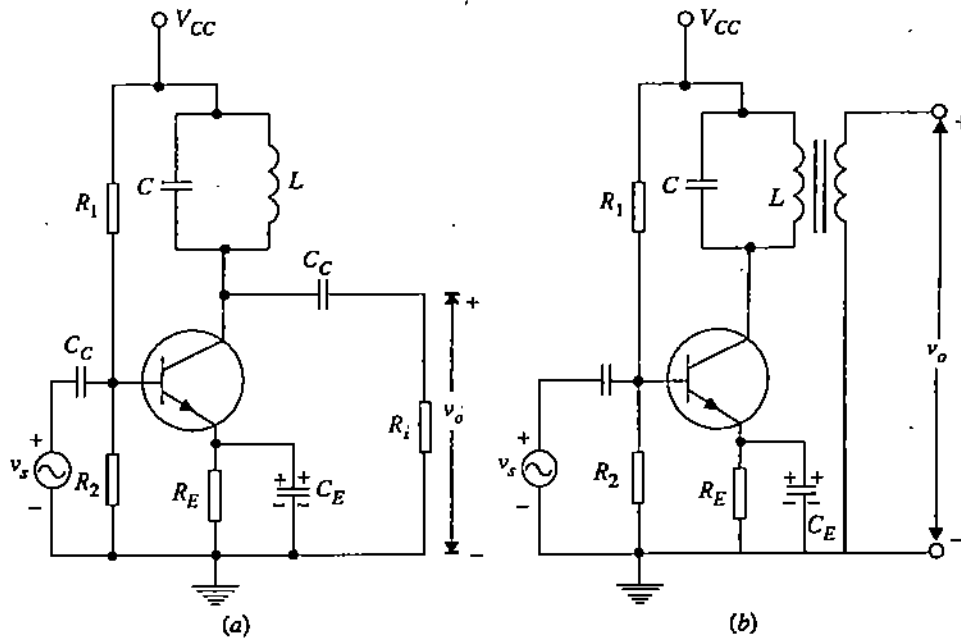 V_CC
C
L
R_1
C_C
C_C
+
v_s
−
R_2
R_E
+ +
− −
C_E
R_i
+
v_o
−
(a)
V_CC
C
L
R_1
+
v_s
−
R_2
R_E
+ +
− −
C_E
+
v_o
−
(b)